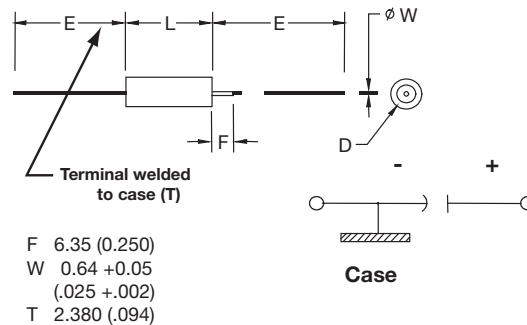 E L E ø W
F
D
Terminal welded
to case (T)
- +
F 6.35 (0.250)
W 0.64 +0.05
(.025 +.002)
T 2.380 (.094)
Case